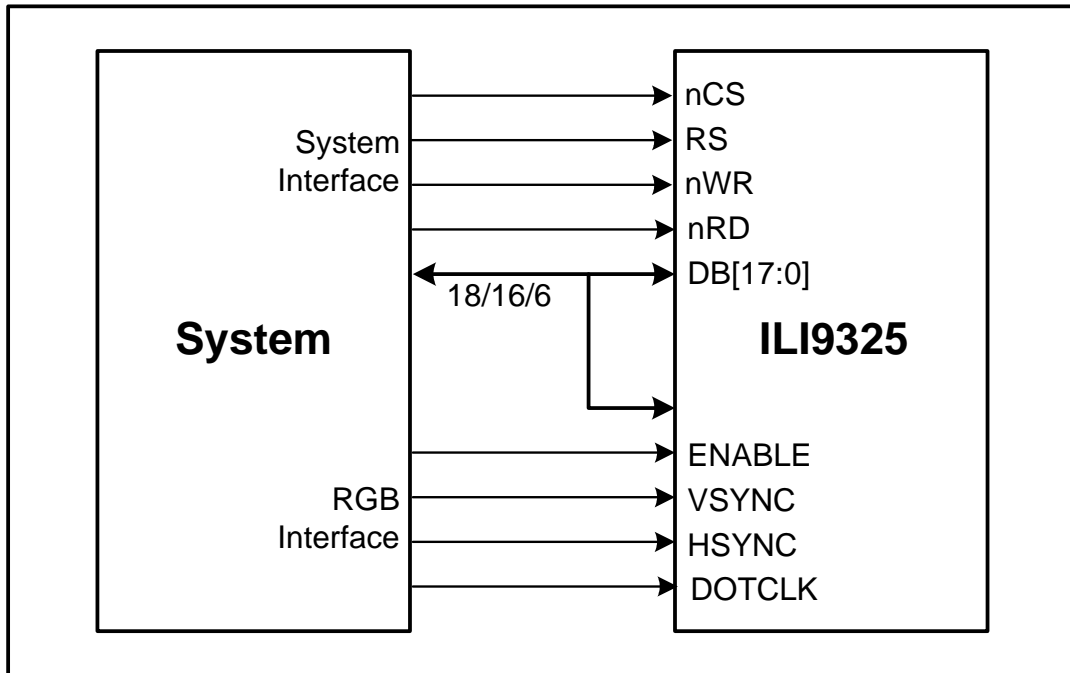 System
Interface
18/16/6
System
RGB
Interface
nCS
RS
nWR
nRD
DB[17:0]
ILI9325
ENABLE
VSYNC
HSYNC
DOTCLK